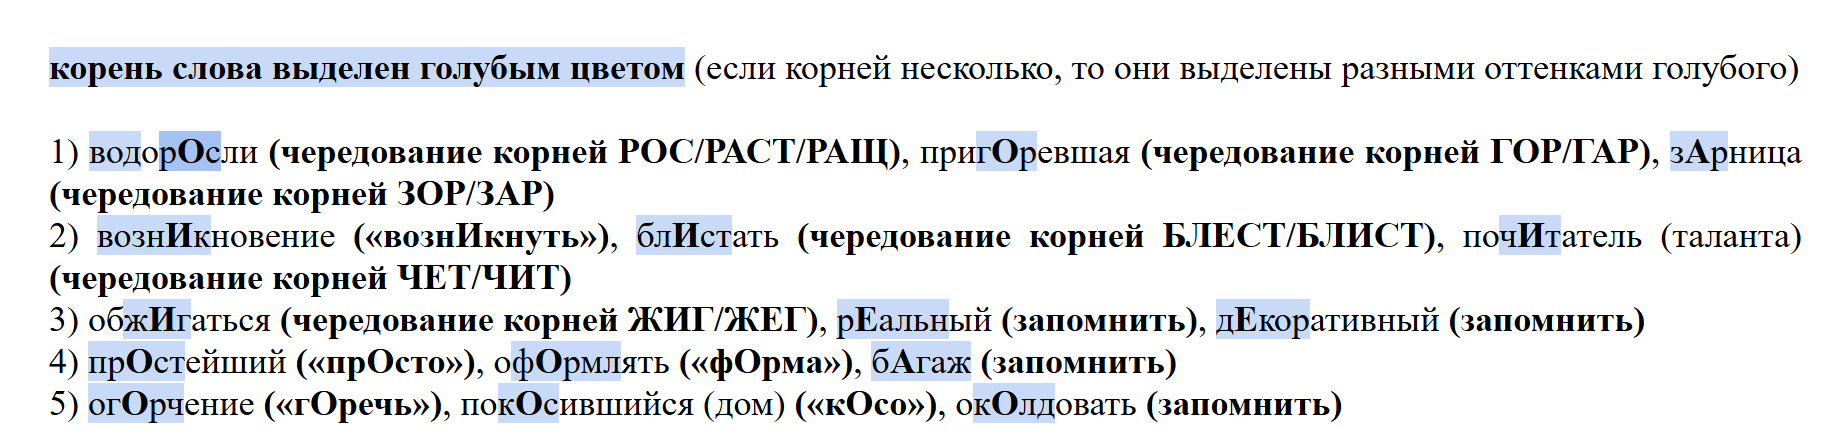 корень слова выделен голубым цветом (если корней несколько, то они выделены разными оттенками голубого)
1) водорОсли (чередование корней РОС/РАСТ/РАЩ), пригОревшая (чередование корней ГОР/ГАР), зАрница
(чередование корней ЗОР/ЗАР)
2) вознИкновение («вознИкнуть»), блИстать (чередование корней БЛЕСТ/БЛИСТ), почИтатель (таланта)
(чередование корней ЧЕТ/ЧИТ)
3) обжИгаться (чередование корней ЖИГ/ЖЕГ), рЕальный (запомнить), дЕкоративный (запомнить)
4) прОстейший («прОсто»), офОрмлять («фОрма»), бАгаж (запомнить)
5) огОрчение («гОречь»), покОсившийся (дом) («кОсо»), окОлдовать (запомнить)